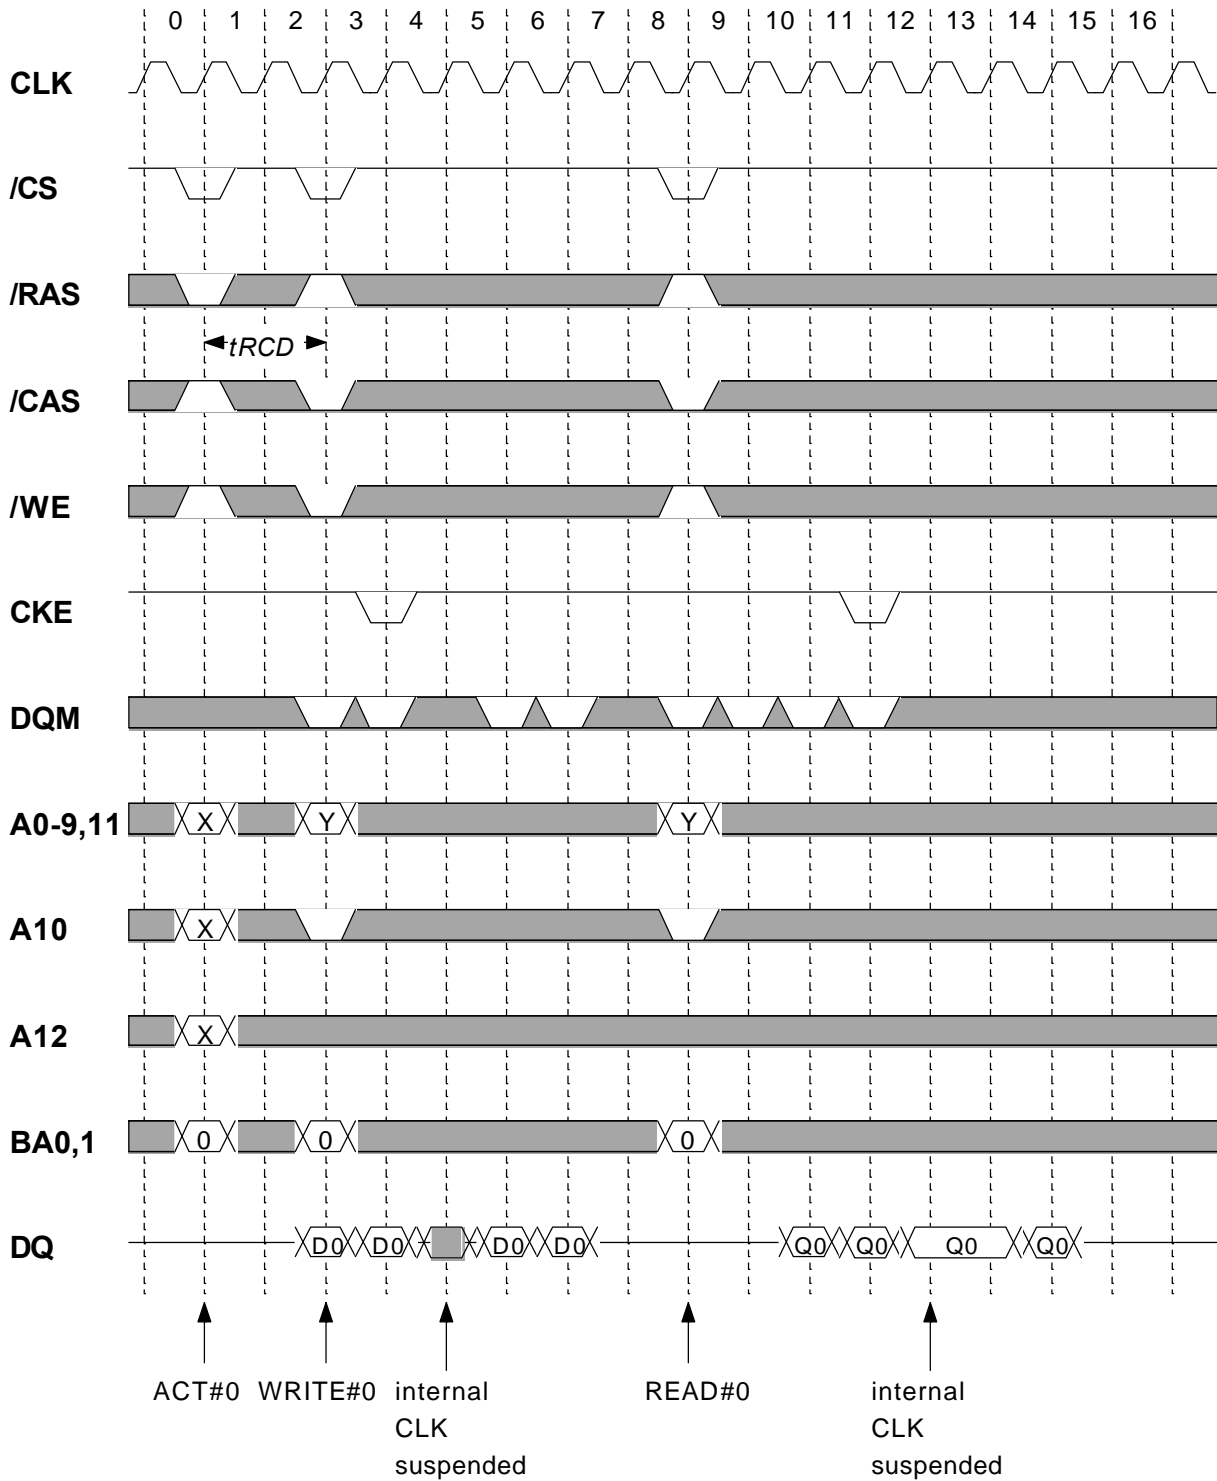 0 1 2 3 4 5 6 7 8 9 10 11 12 13 14 15 16
CLK
/CS
/RAS
tRCD
/CAS
/WE
CKE
DQM
A0-9,11 X Y Y
A10 X
A12 X
BA0,1 0 0 0
DQ D0 D0 D0 D0 Q0 Q0 Q0 Q0
ACT#0 WRITE#0 internal READ#0 internal
CLK CLK
suspended suspended